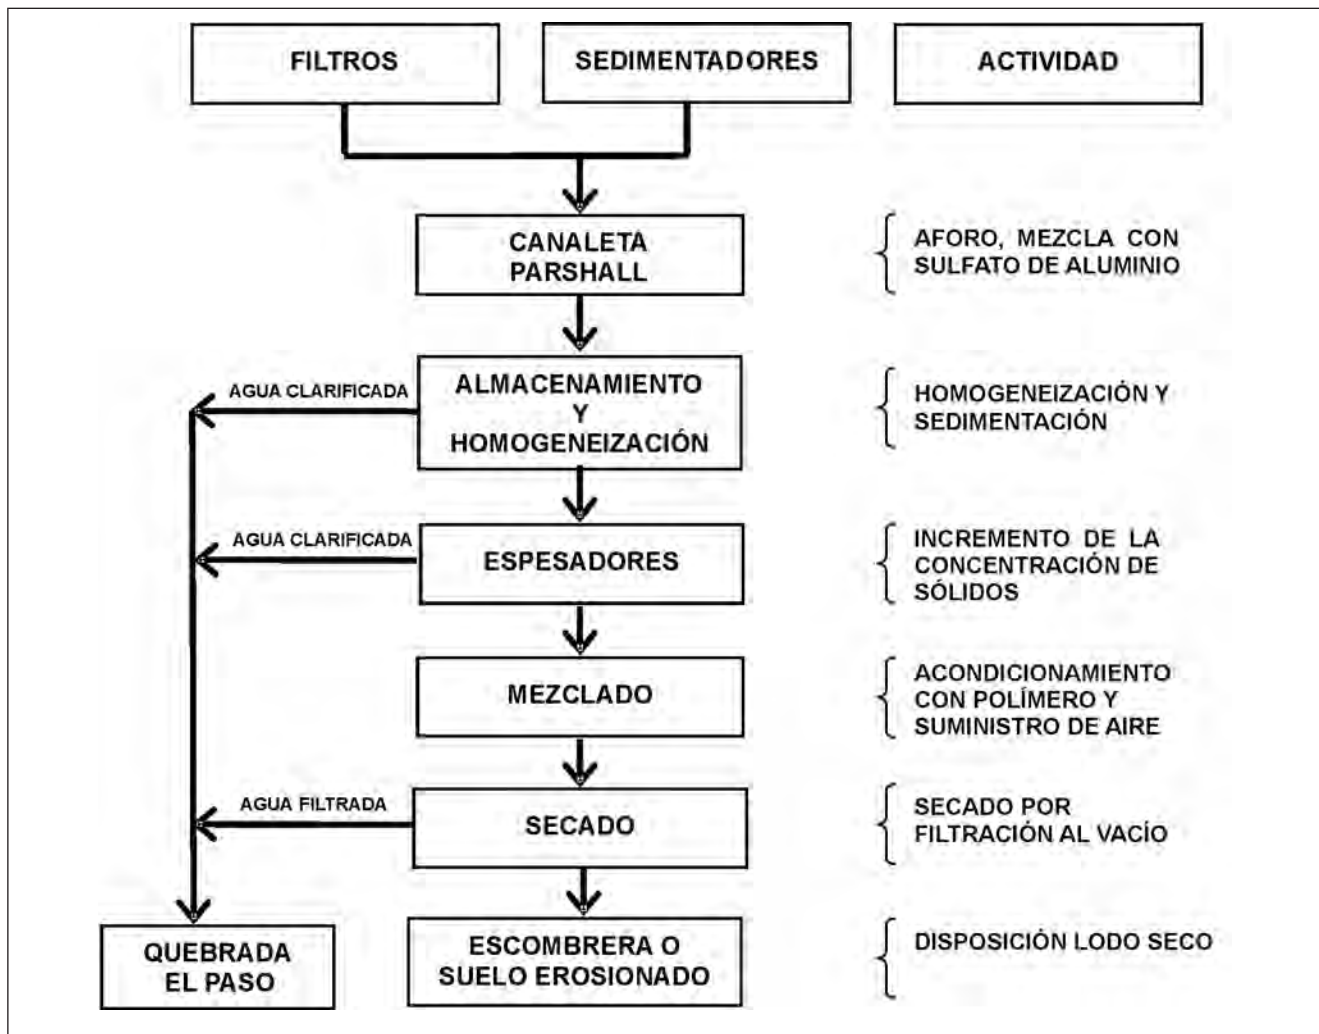 FILTROS
SEDIMENTADORES
ACTIVIDAD
CANALETA
PARSHALL
AFORO, MEZCLA CON
SULFATO DE ALUMINIO
AGUA CLARIFICADA
ALMACENAMIENTO
Y
HOMOGENEIZACIÓN
HOMOGENEIZACIÓN Y
SEDIMENTACIÓN
AGUA CLARIFICADA
ESPESADORES
INCREMENTO DE LA
CONCENTRACIÓN DE
SÓLIDOS
MEZCLADO
ACONDICIONAMIENTO
CON POLÍMERO Y
SUMINISTRO DE AIRE
AGUA FILTRADA
SECADO
SECADO POR
FILTRACIÓN AL VACÍO
QUEBRADA
EL PASO
ESCOMBRERA O
SUELO EROSIONADO
DISPOSICIÓN LODO SECO